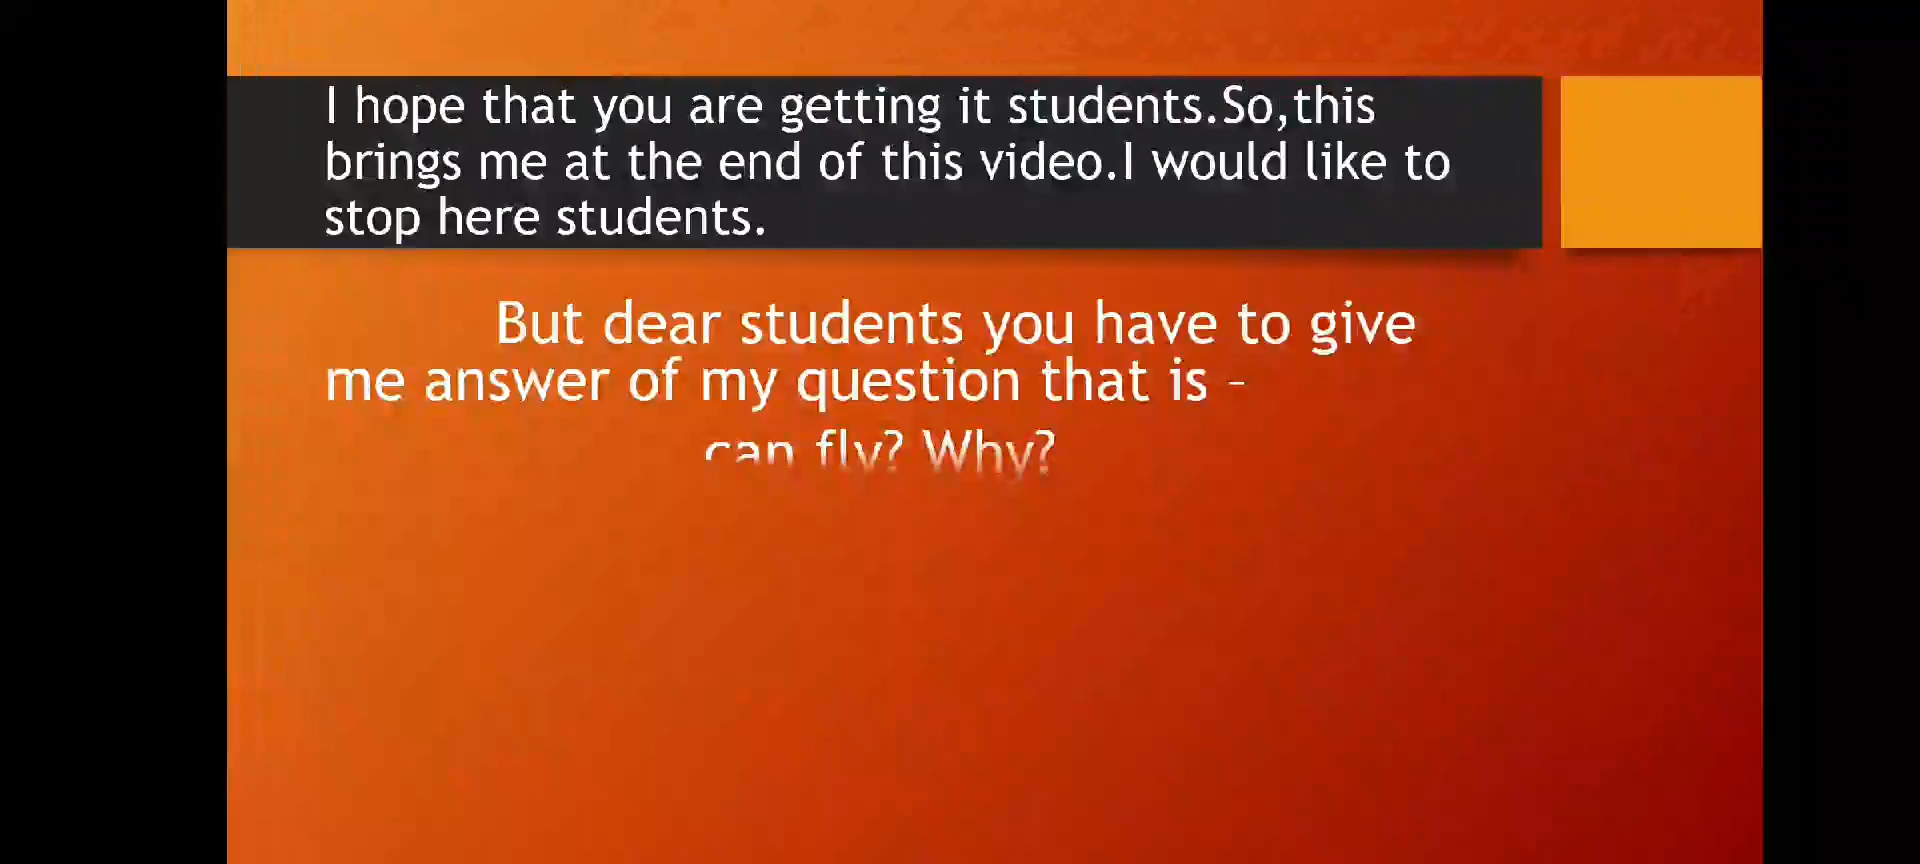 I hope that you are getting it students.So,this
brings me at the end of this video.I would like to
stop here students.
But dear students you have to give
me answer of my question that is –
can fly? Why?